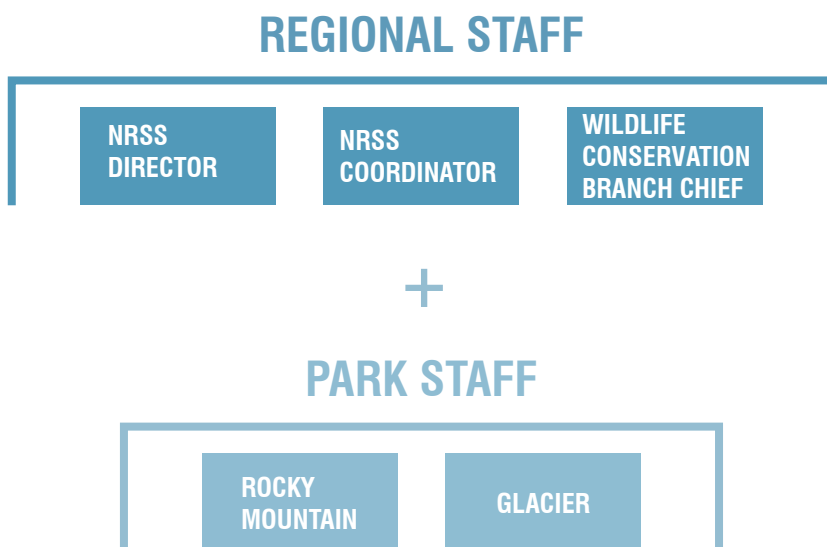 REGIONAL STAFF
NRSS
DIRECTOR
NRSS
COORDINATOR
WILDLIFE
CONSERVATION
BRANCH CHIEF
+
PARK STAFF
ROCKY
MOUNTAIN
GLACIER